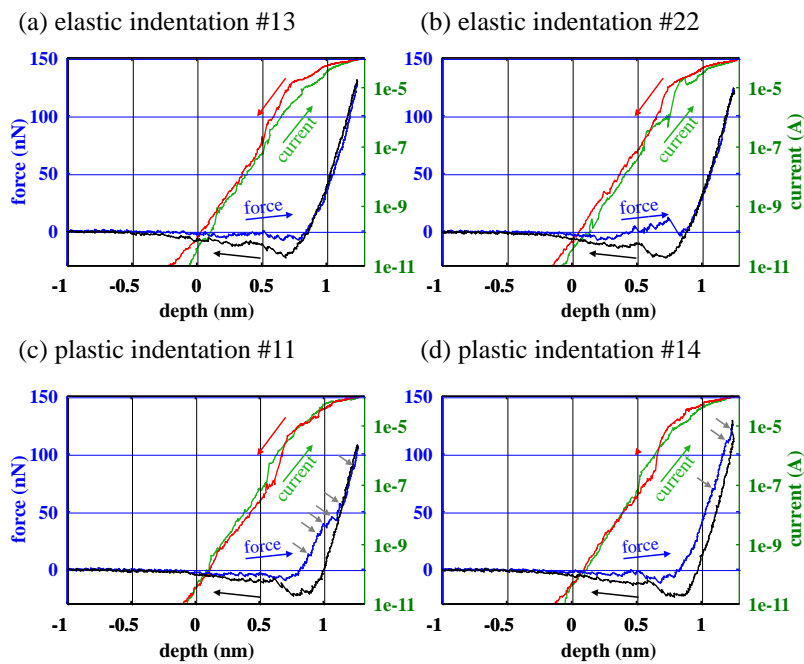 (a) elastic indentation #13
(b) elastic indentation #22
150
100
50
0
force (nN)
1e-5
1e-7
1e-9
1e-11
current
force
-1
-0.5
0
0.5
1
depth (nm)
150
100
50
0
1e-5
1e-7
1e-9
1e-11
current (A)
current
force
-1
-0.5
0
0.5
1
depth (nm)
(c) plastic indentation #11
(d) plastic indentation #14
150
100
50
0
force (nN)
1e-5
1e-7
1e-9
1e-11
current
force
-1
-0.5
0
0.5
1
depth (nm)
150
100
50
0
1e-5
1e-7
1e-9
1e-11
current (A)
current
force
-1
-0.5
0
0.5
1
depth (nm)